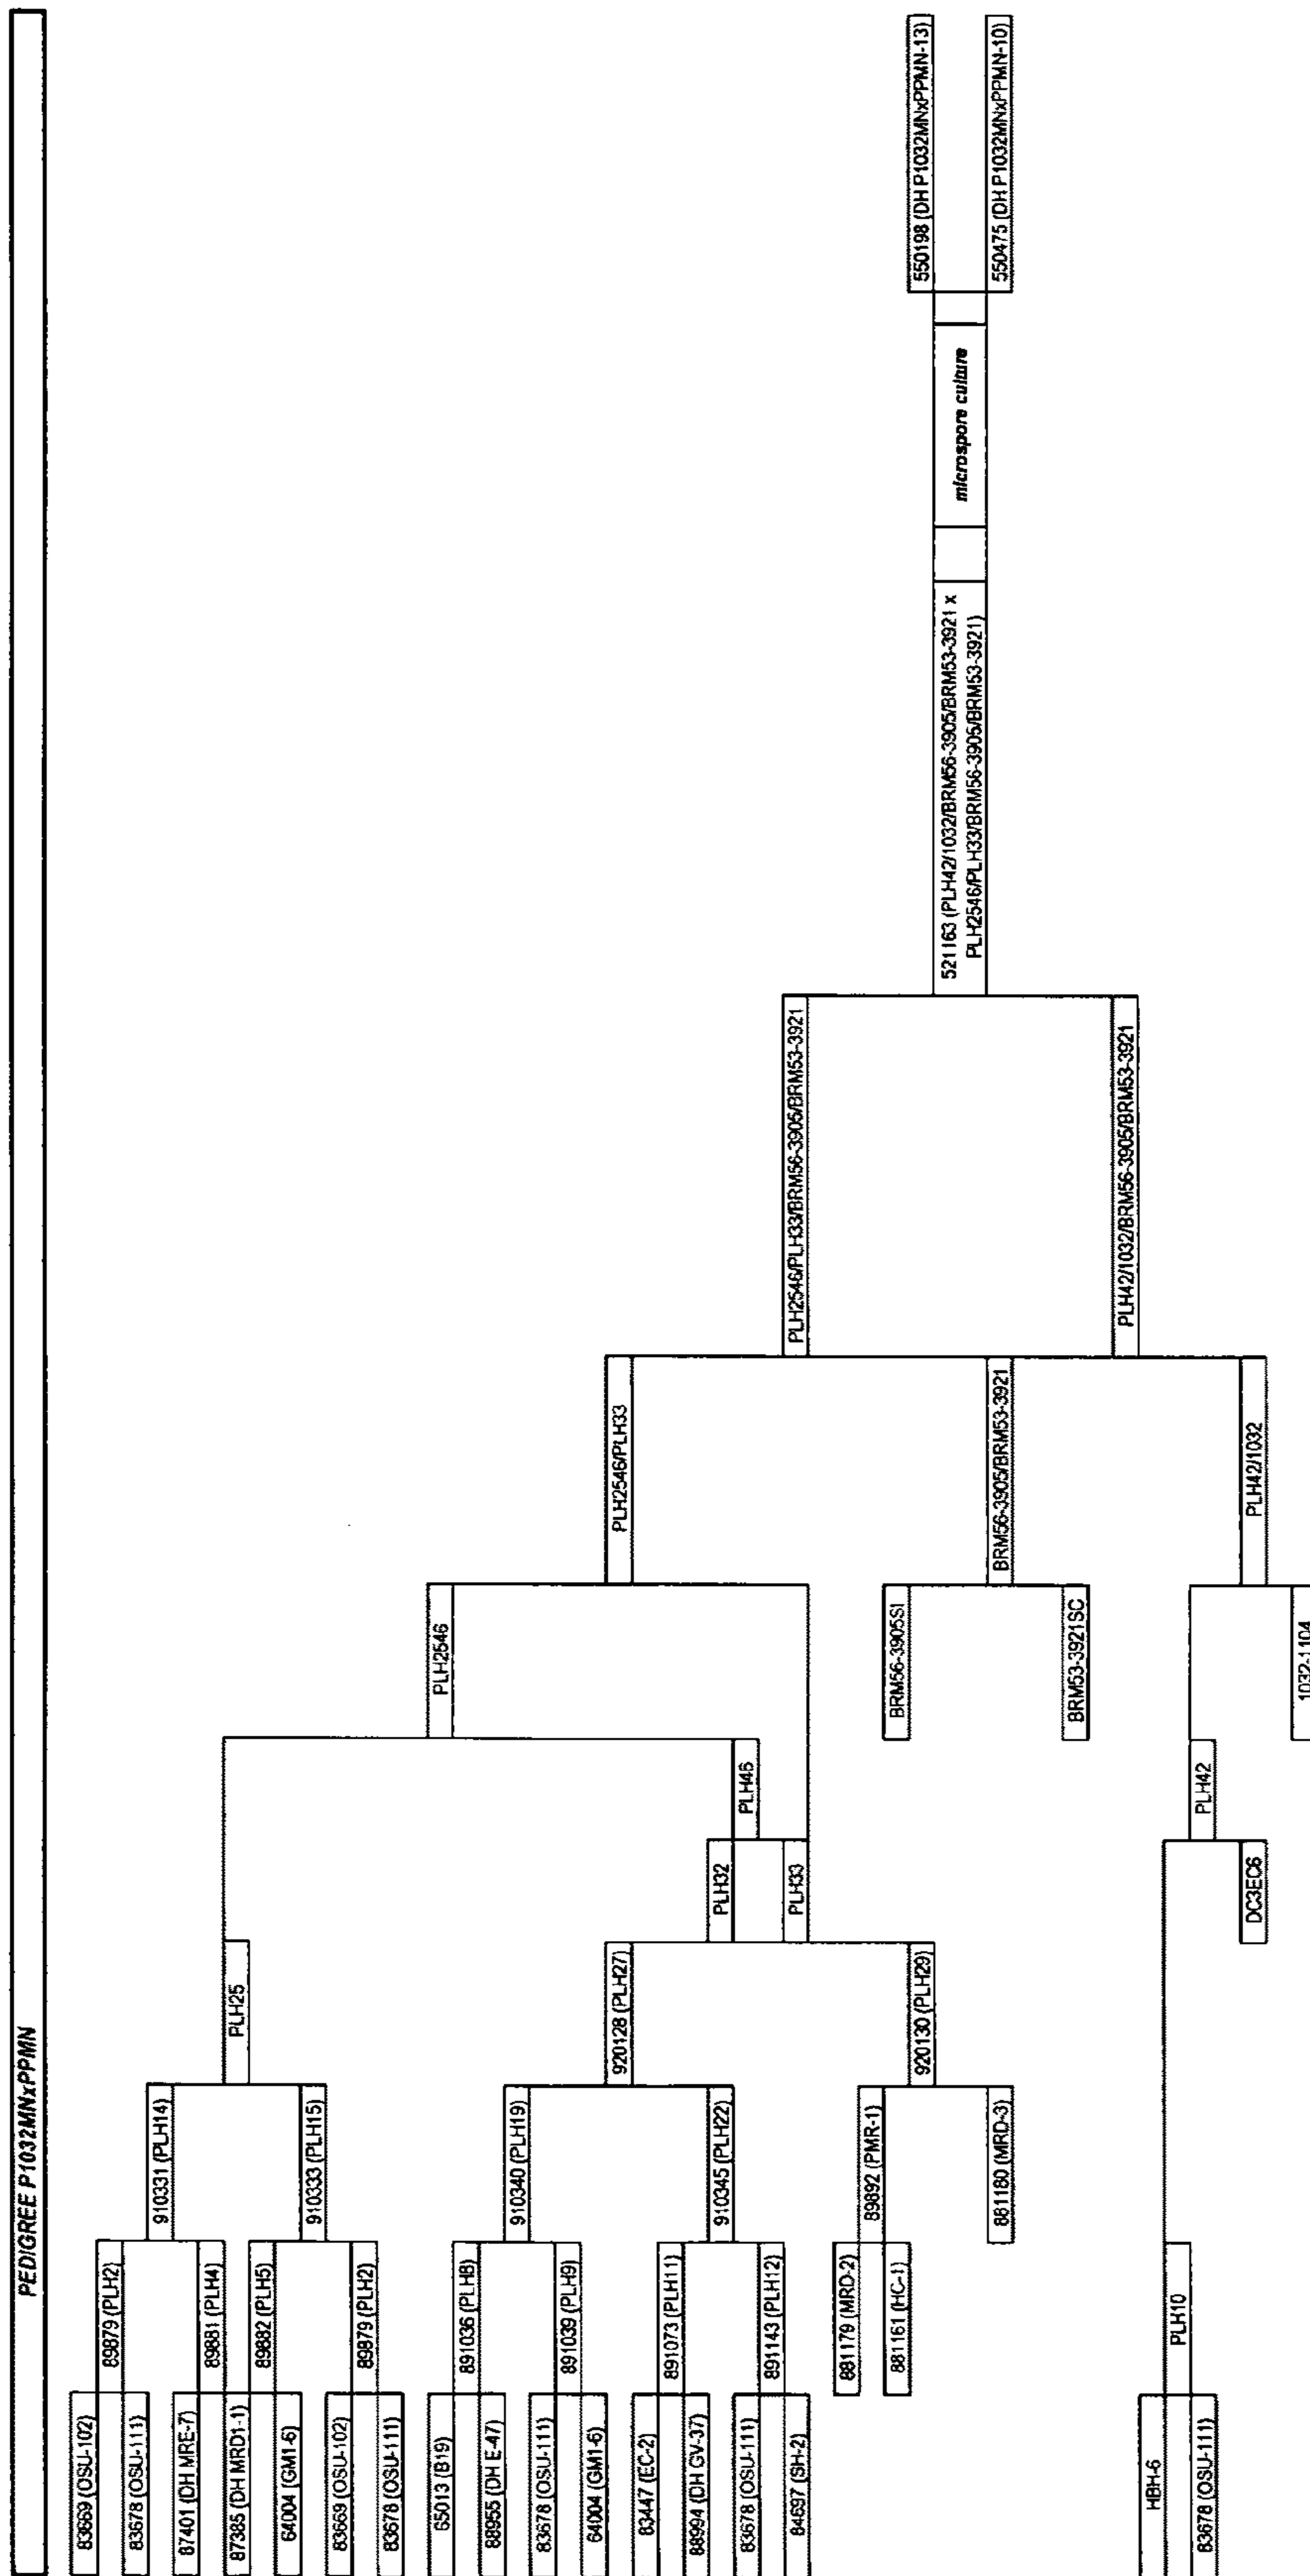 PEDIGREE P1032MNxPPMN
83669 (OSU-102)
83678 (OSU-111)
87401 (DH MRE-7)
87385 (DH MRD1-1)
64004 (GM1-6)
83669 (OSU-102)
83678 (OSU-111)
65013 (B19)
88955 (DH E-47)
83678 (OSU-111)
64004 (GM1-6)
83447 (EC-2)
88994 (DH GV-37)
83678 (OSU-111)
84697 (SH-2)
HBH-6
83678 (OSU-111)
89879 (PLH2)
89881 (PLH4)
89882 (PLH5)
89879 (PLH2)
891036 (PLH8)
891039 (PLH9)
891073 (PLH11)
891143 (PLH12)
881179 (MRD-2)
881161 (HC-1)
PLH10
910331 (PLH14)
910333 (PLH15)
910340 (PLH19)
910345 (PLH22)
89892 (PMR-1)
881180 (MRD-3)
PLH25
920128 (PLH27)
920130 (PLH29)
PLH32
PLH33
DC3EC6
PLH46
PLH42
PLH2546
BRM56-3905SI
BRM53-3921SC
1032-1104
PLH2546/PLH33
BRM56-3905/BRM53-3921
PLH42/1032
PLH2546/PLH33/BRM56-3905/BRM53-3921
PLH42/1032/BRM56-3905/BRM53-3921
521163 (PLH42/1032/BRM56-3905/BRM53-3921 x
PLH2546/PLH33/BRM56-3905/BRM53-3921)
microspore culture
550198 (DH P1032MNxPPMN-13)
550475 (DH P1032MNxPPMN-10)